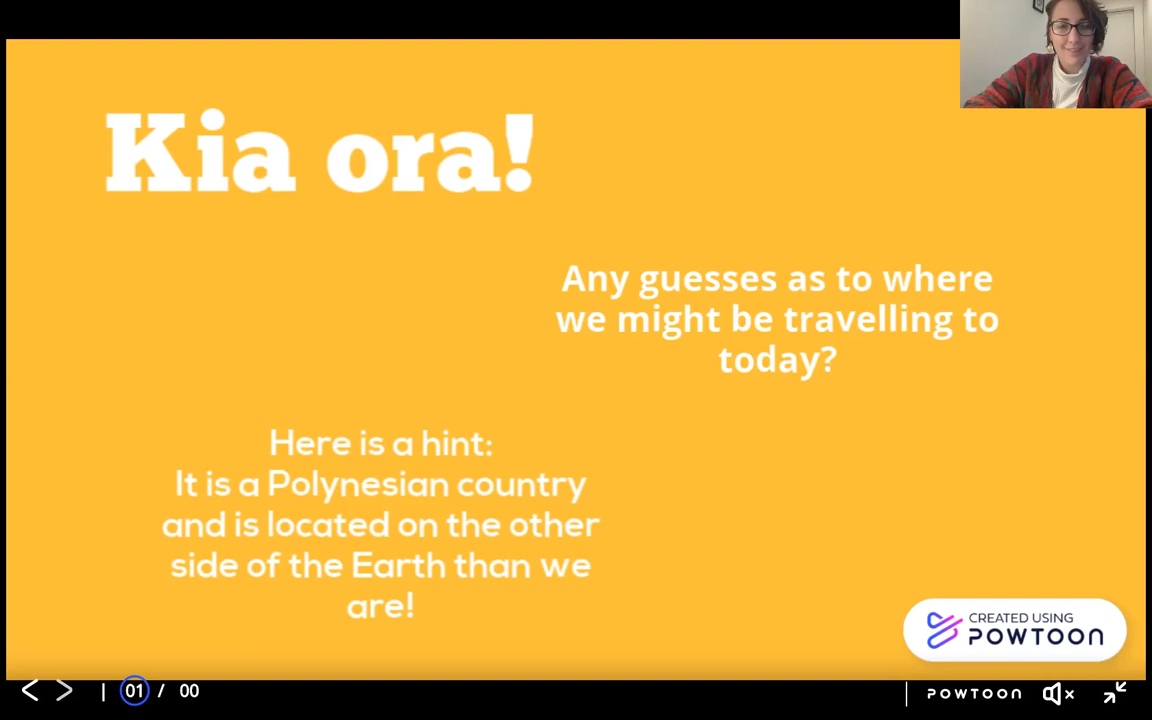 Kia ora!
Any guesses as to where
we might be travelling to
today?
Here is a hint:
It is a Polynesian country
and is located on the other
side of the Earth than we
are!
CREATED USING
POWTOON
01 / 00
POWTOON